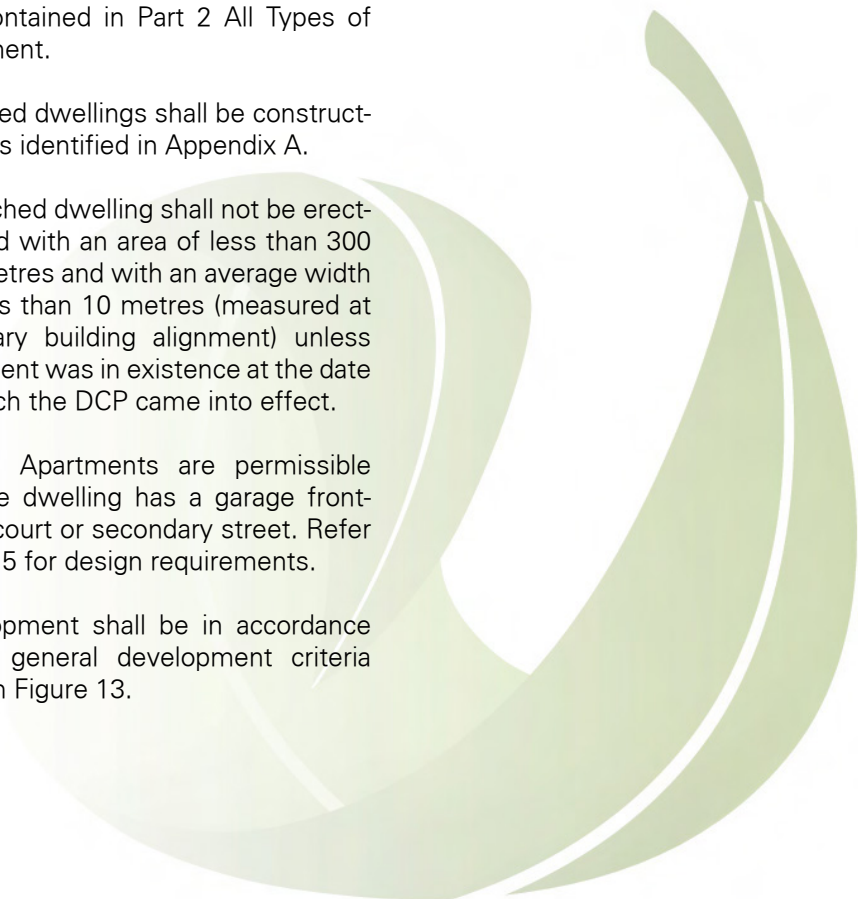 ontained in Part 2 All Types of
ment.
ed dwellings shall be construct-
s identified in Appendix A.
ched dwelling shall not be erect-
d with an area of less than 300
etres and with an average width
s than 10 metres (measured at
ary building alignment) unless
ent was in existence at the date
ch the DCP came into effect.
Apartments are permissible
e dwelling has a garage front-
court or secondary street. Refer
5 for design requirements.
opment shall be in accordance
general development criteria
n Figure 13.